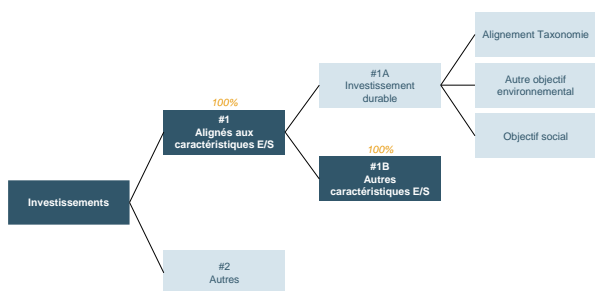 Alignement Taxonomie
#1A
Investissement
durable
Autre objectif
environnemental
100%
#1
Alignés aux
caractéristiques E/S
Objectif social
100%
#1B
Autres
caractéristiques E/S
Investissements
#2
Autres